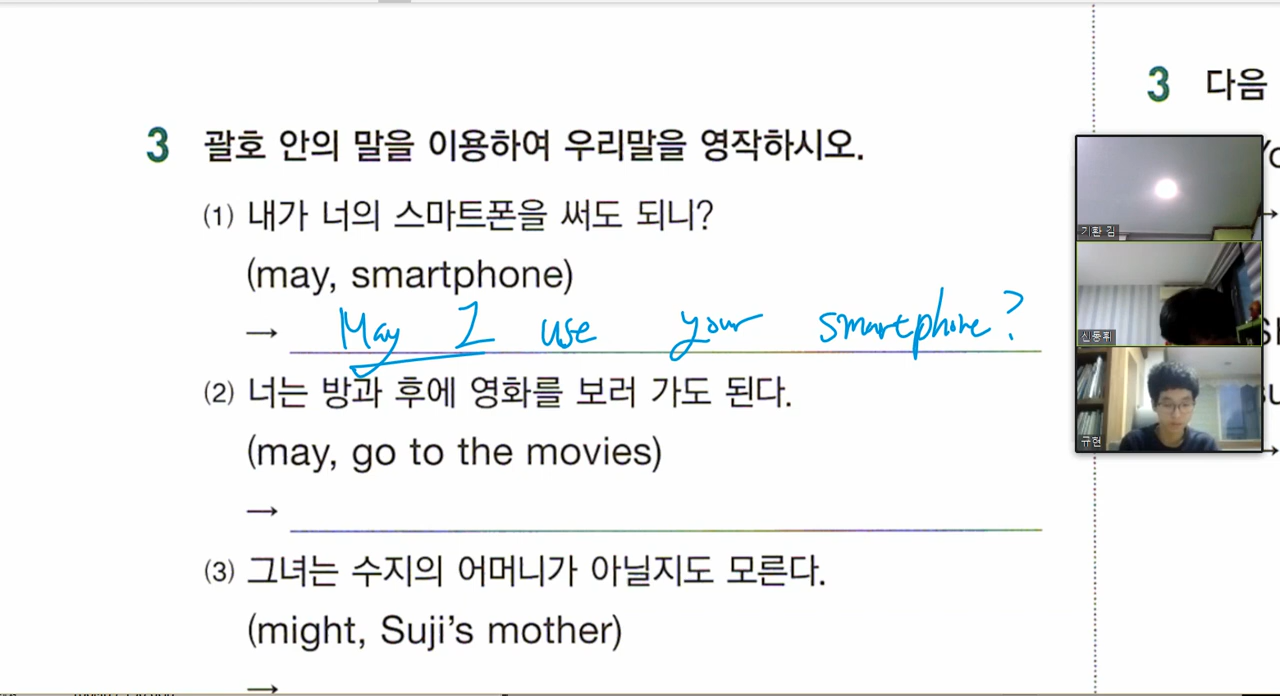 3 괄호 안의 말을 이용하여 우리말을 영작하시오.
(1) 내가 너의 스마트폰을 써도 되니?
(may, smartphone)
→ May I use your smartphone?
(2) 너는 방과 후에 영화를 보러 가도 된다.
(may, go to the movies)
→
(3) 그녀는 수지의 어머니가 아닐지도 모른다.
(might, Suji's mother)
→
3 다음
기환 김
신동휘
규현